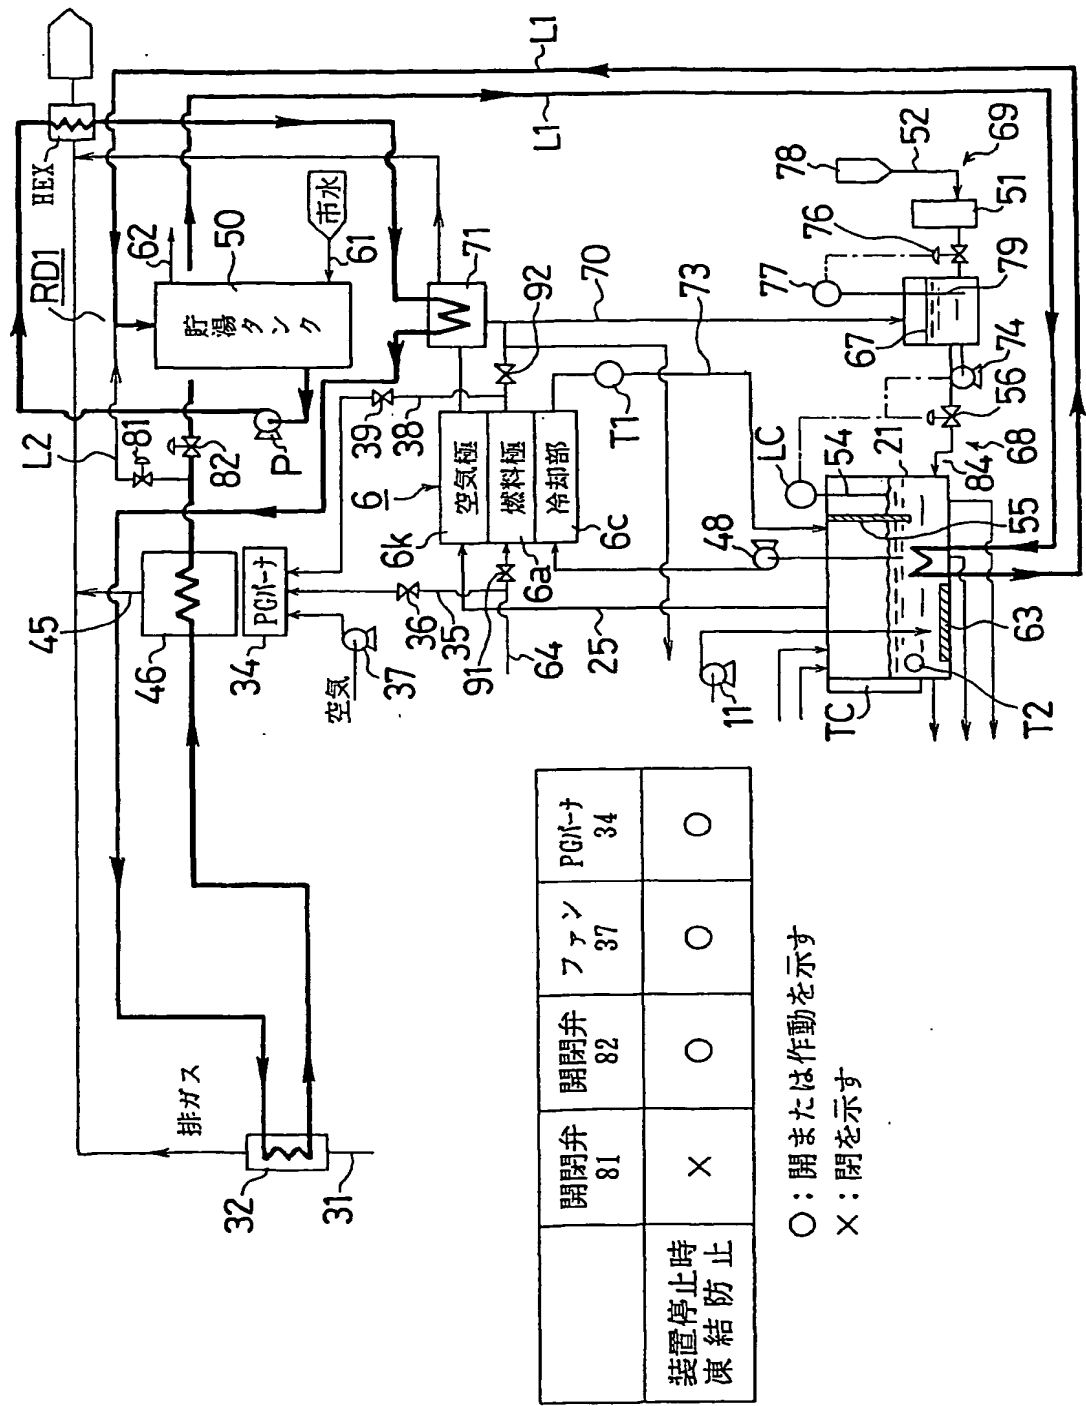 HEX
RD1
L1
L1
L2
81
82
P
62
50
貯湯タンク
市水
61
71
92
70
73
39
38
T1
6
空気極
燃料極
冷却部
6k
6a
6c
45
46
34
PGバーナ
空気
37
36
35
91
64
25
11
48
LC
54
21
84
68
56
74
67
77
76
78
52
69
51
79
55
63
TC
T2
排ガス
32
31
開閉弁 81
開閉弁 82
ファン 37
PGバーナ 34
装置停止時
凍結防止
×
○
○
○
○:開または作動を示す
×:閉を示す